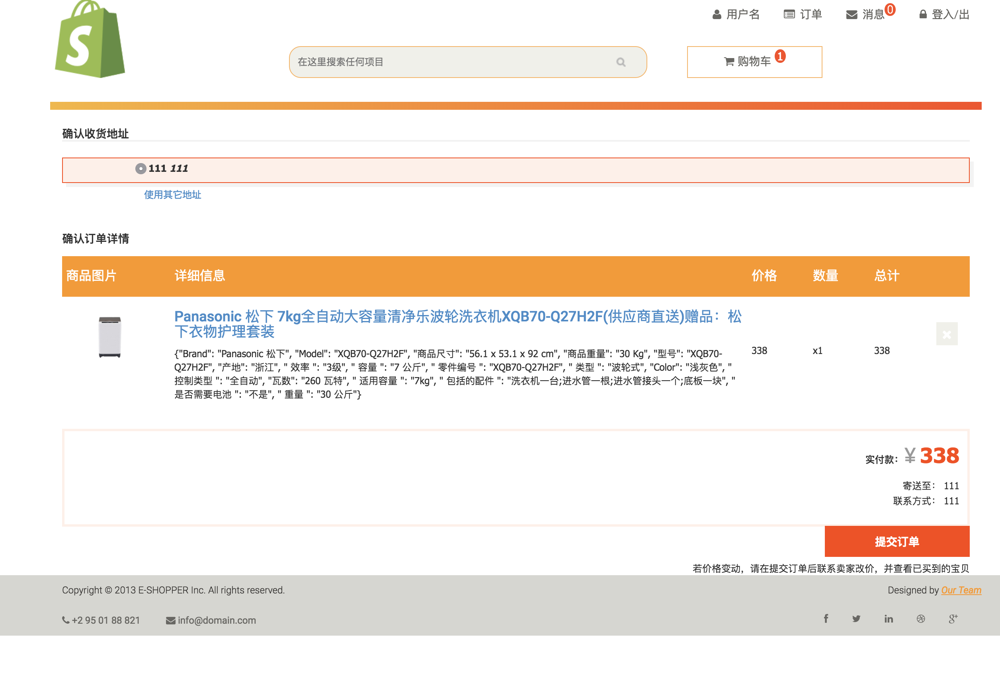 用户名 订单 消息0 登入/出
在这里搜索任何项目 购物车 1
确认收货地址
111 111
使用其它地址
确认订单详情
商品图片 详细信息 价格 数量 总计
Panasonic 松下 7kg全自动大容量清净乐波轮洗衣机XQB70-Q27H2F(供应商直送)赠品：松
下衣物护理套装
{"Brand": "Panasonic 松下", "Model": "XQB70-Q27H2F", "商品尺寸": "56.1 x 53.1 x 92 cm", "商品重量": "30 Kg", "型号": "XQB70-
Q27H2F", "产地": "浙江", " 效率 ": "3级", " 容量 ": "7 公斤", " 零件编号 ": "XQB70-Q27H2F", " 类型 ": "波轮式", "Color": "浅灰色", "
控制类型 ": "全自动", "瓦数": "260 瓦特", " 适用容量 ": "7kg", " 包括的配件 ": "洗衣机一台;进水管一根;进水管接头一个;底板一块", "
是否需要电池 ": "不是", " 重量 ": "30 公斤"}
338 x1 338
实付款：¥338
寄送至： 111
联系方式： 111
提交订单
若价格变动，请在提交订单后联系卖家改价，并查看已买到的宝贝
Copyright © 2013 E-SHOPPER Inc. All rights reserved. Designed by Our Team
+2 95 01 88 821 info@domain.com